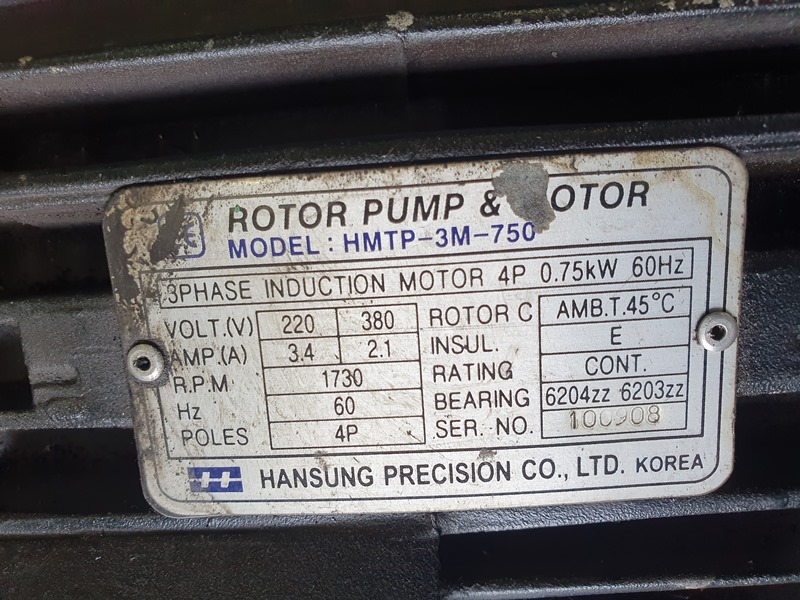 ROTOR PUMP & OTOR
MODEL : HMTP-3M-750
3PHASE INDUCTION MOTOR 4P 0.75kW 60Hz
VOLT.(V) 220 380
AMP.(A) 3.4 2.1
R.P.M 1730
Hz 60
POLES 4P
ROTOR C AMB.T.45°C
INSUL. E
RATING CONT.
BEARING 6204zz 6203zz
SER. NO. 100908
HANSUNG PRECISION CO., LTD. KOREA